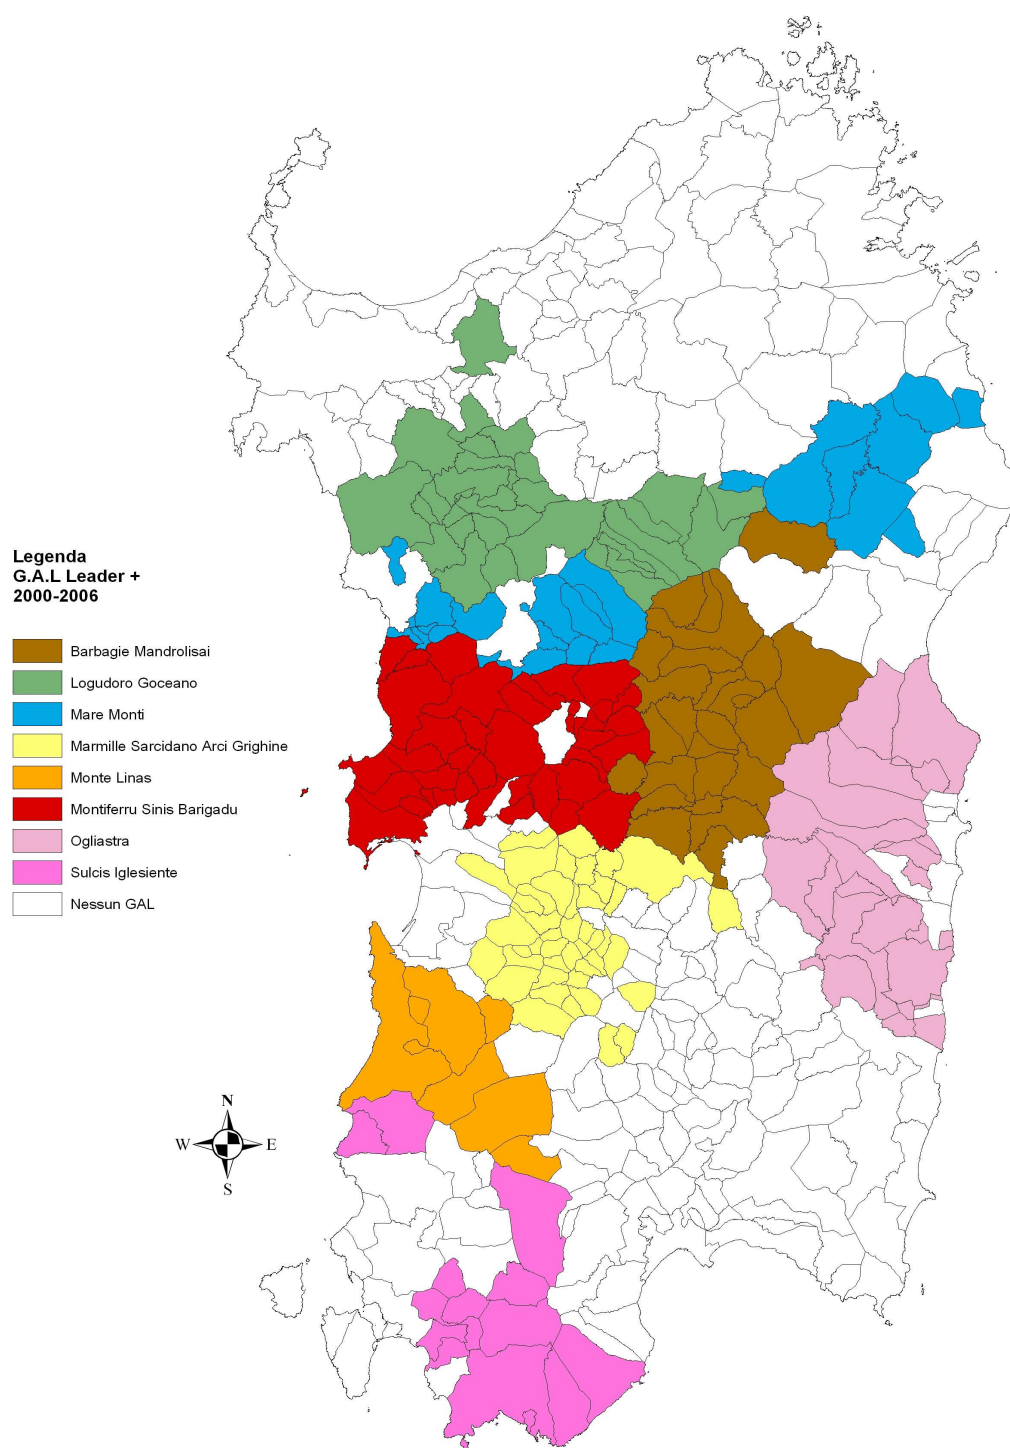 Legenda
G.A.L Leader +
2000-2006
Barbagie Mandrolisai
Logudoro Goceano
Mare Monti
Marmille Sarcidano Arci Grighine
Monte Linas
Montiferru Sinis Barigadu
Ogliastra
Sulcis Iglesiente
Nessun GAL
N
W E
S